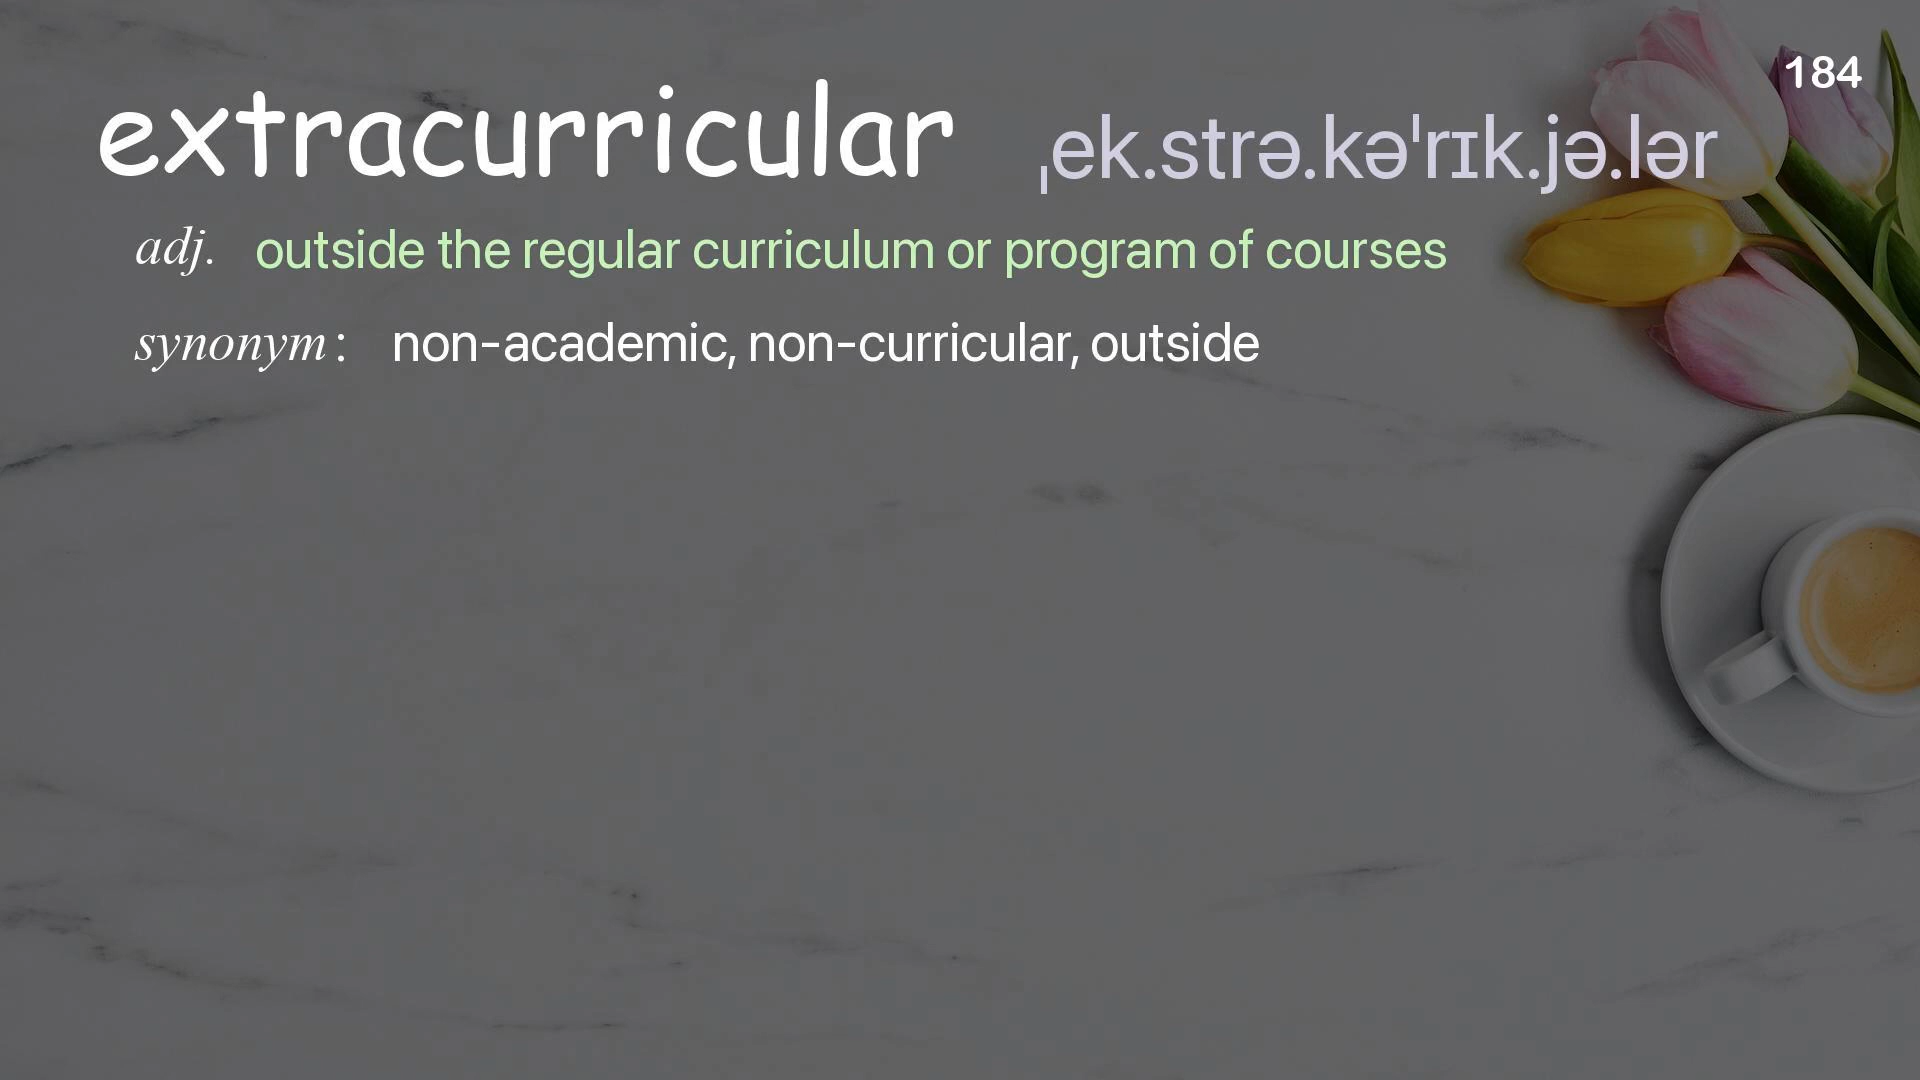 184
extracurricular ˌek.strə.kəˈrɪk.jə.lər
adj. outside the regular curriculum or program of courses
synonym: non-academic, non-curricular, outside